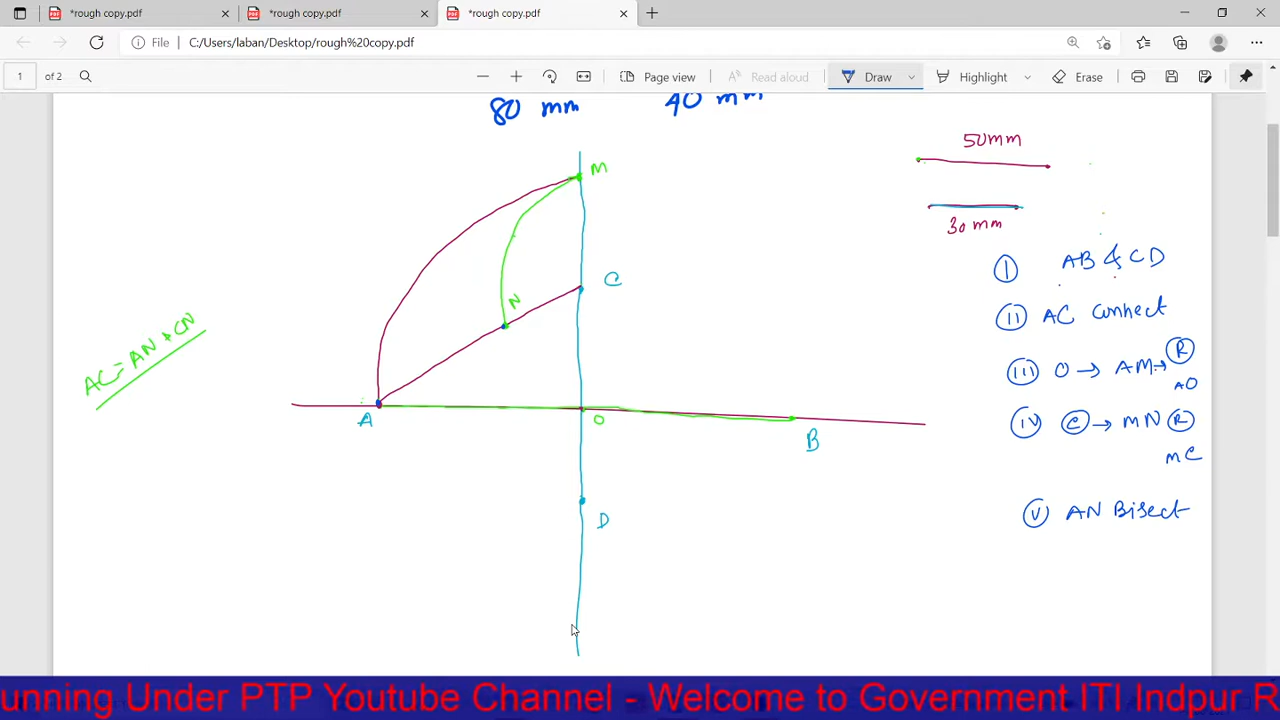 *rough copy.pdf
*rough copy.pdf
*rough copy.pdf
File
C:/Users/laban/Desktop/rough%20copy.pdf
1
of 2
Page view
Read aloud
Draw
Highlight
Erase
80 mm
40 mm
50mm
30 mm
M
C
N
AC=AN+CN
A
O
B
D
I AB & CD
II AC Connect
III O → AM → R
AO
IV C → MN R
MC
V AN Bisect
unning Under PTP Youtube Channel - Welcome to Government ITI Indpur R